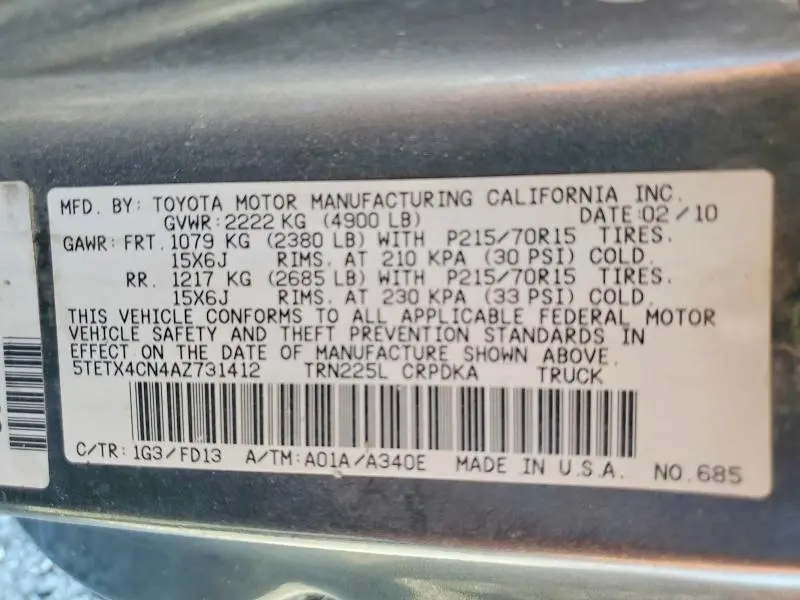 MFD. BY: TOYOTA MOTOR MANUFACTURING CALIFORNIA INC.
GVWR:2222 KG (4900 LB) DATE:02/10
GAWR: FRT. 1079 KG (2380 LB) WITH P215/70R15 TIRES.
15X6J RIMS. AT 210 KPA (30 PSI) COLD.
RR. 1217 KG (2685 LB) WITH P215/70R15 TIRES.
15X6J RIMS. AT 230 KPA (33 PSI) COLD.
THIS VEHICLE CONFORMS TO ALL APPLICABLE FEDERAL MOTOR
VEHICLE SAFETY AND THEFT PREVENTION STANDARDS IN
EFFECT ON THE DATE OF MANUFACTURE SHOWN ABOVE.
5TETX4CN4AZ731412 TRN225L CRPDKA TRUCK
C/TR: 1G3/FD13 A/TM: A01A/A340E MADE IN U.S.A. NO.685